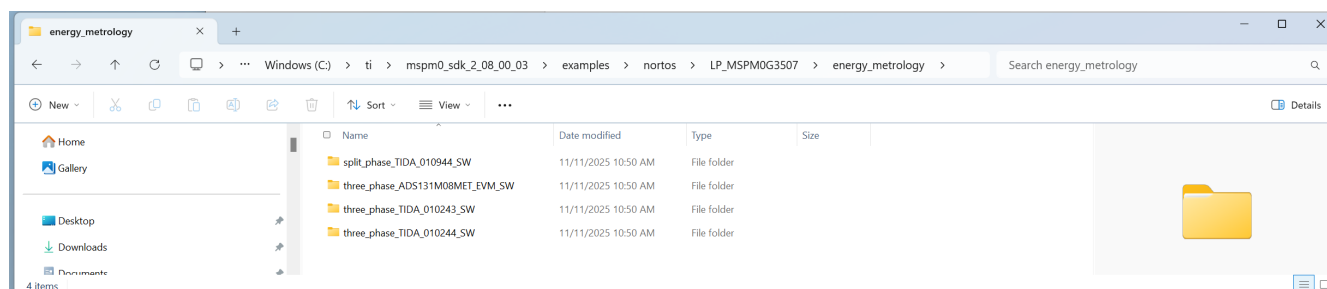 energy_metrology
Windows (C:) > ti > mspm0_sdk_2_08_00_03 > examples > nortos > LP_MSPM0G3507 > energy_metrology >
Search energy_metrology
New
Sort
View
Details
Home
Gallery
Desktop
Downloads
Documents
Name Date modified Type Size
split_phase_TIDA_010944_SW 11/11/2025 10:50 AM File folder
three_phase_ADS131M08MET_EVM_SW 11/11/2025 10:50 AM File folder
three_phase_TIDA_010243_SW 11/11/2025 10:50 AM File folder
three_phase_TIDA_010244_SW 11/11/2025 10:50 AM File folder
4 items